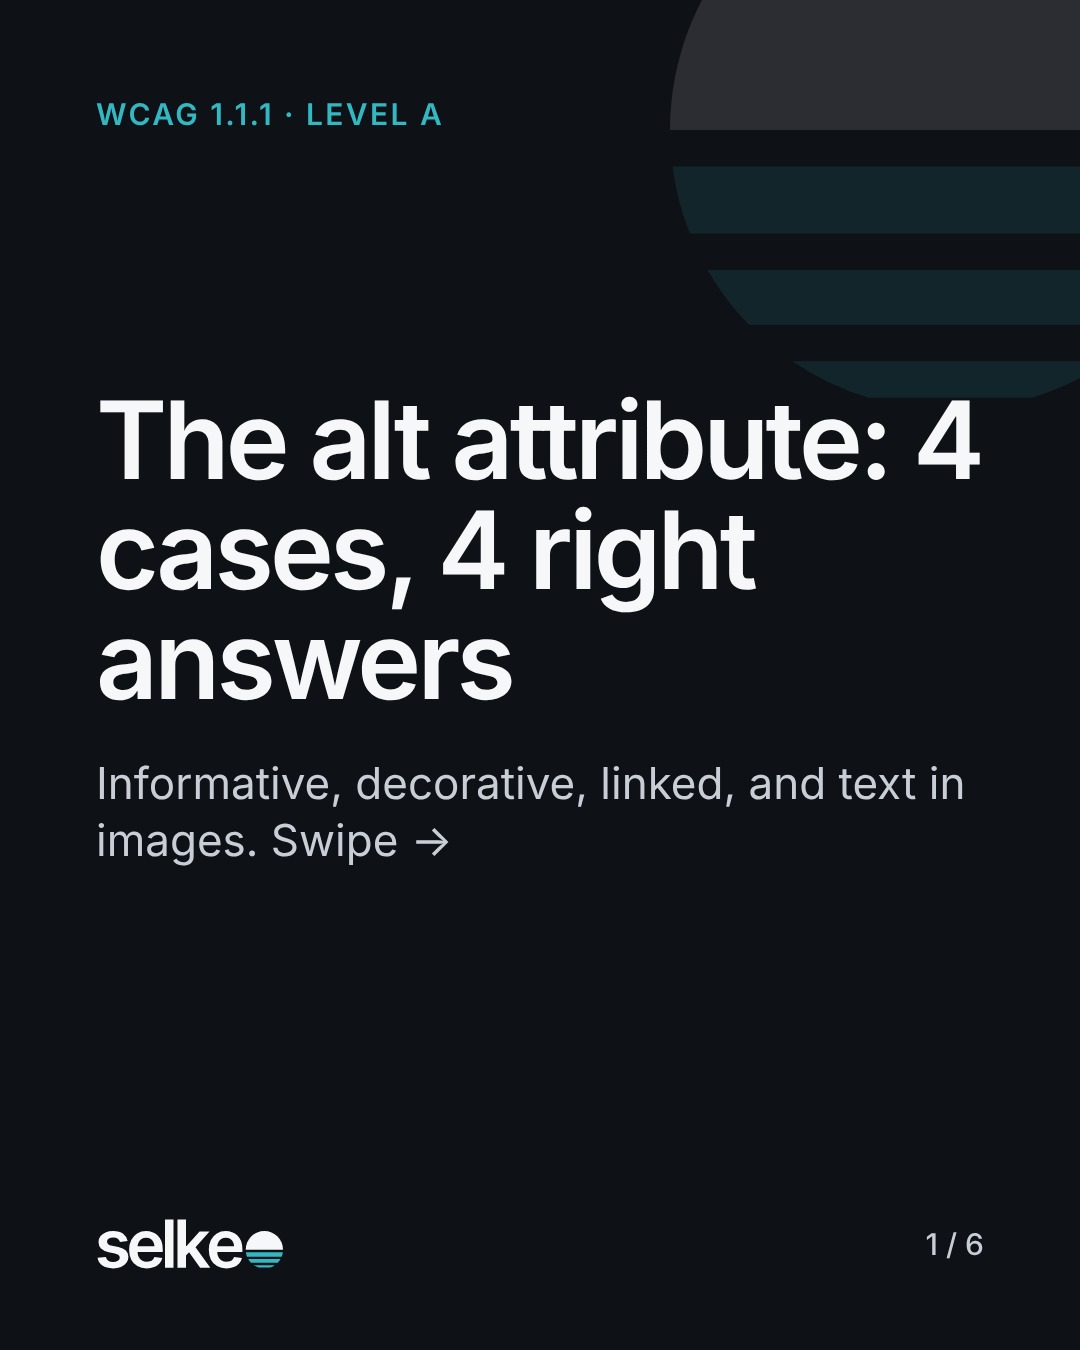 WCAG 1.1.1 · LEVEL A
The alt attribute: 4
cases, 4 right
answers
Informative, decorative, linked, and text in
images. Swipe →
selkeo
1 / 6